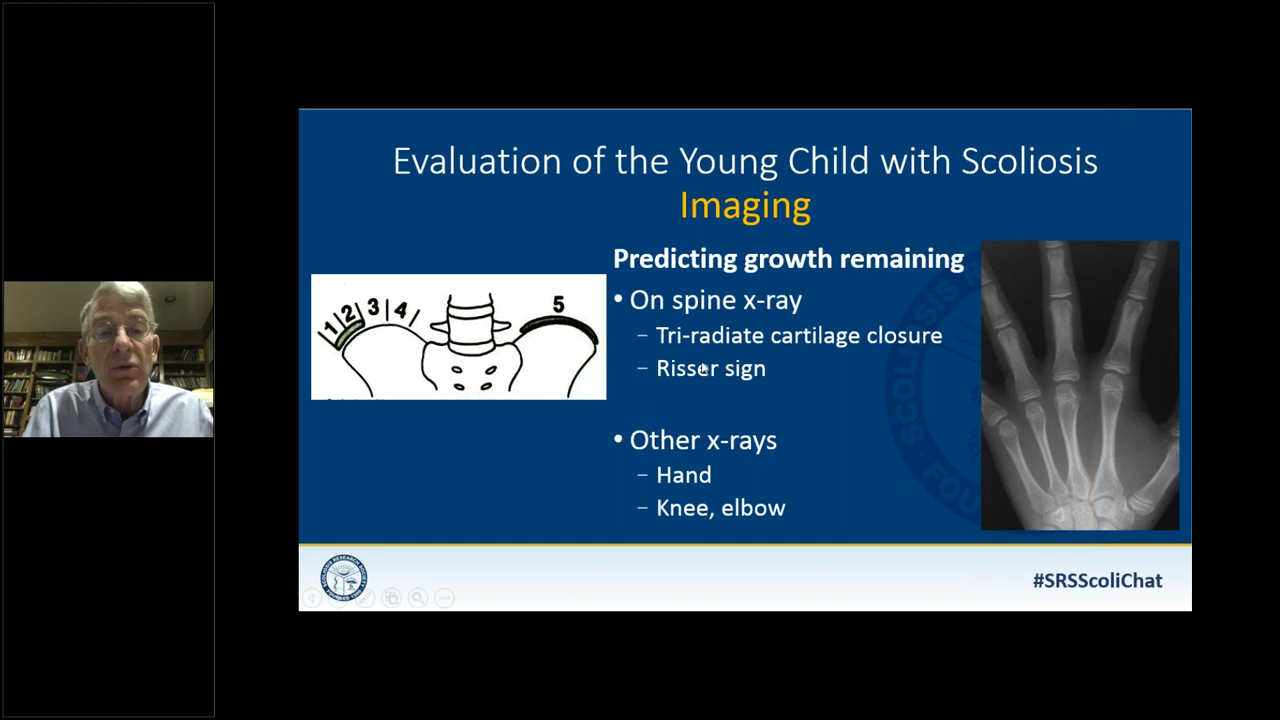 Evaluation of the Young Child with Scoliosis
Imaging
1 2 3 4
5
Predicting growth remaining
• On spine x-ray
– Tri-radiate cartilage closure
– Risser sign
• Other x-rays
– Hand
– Knee, elbow
#SRSScoliChat